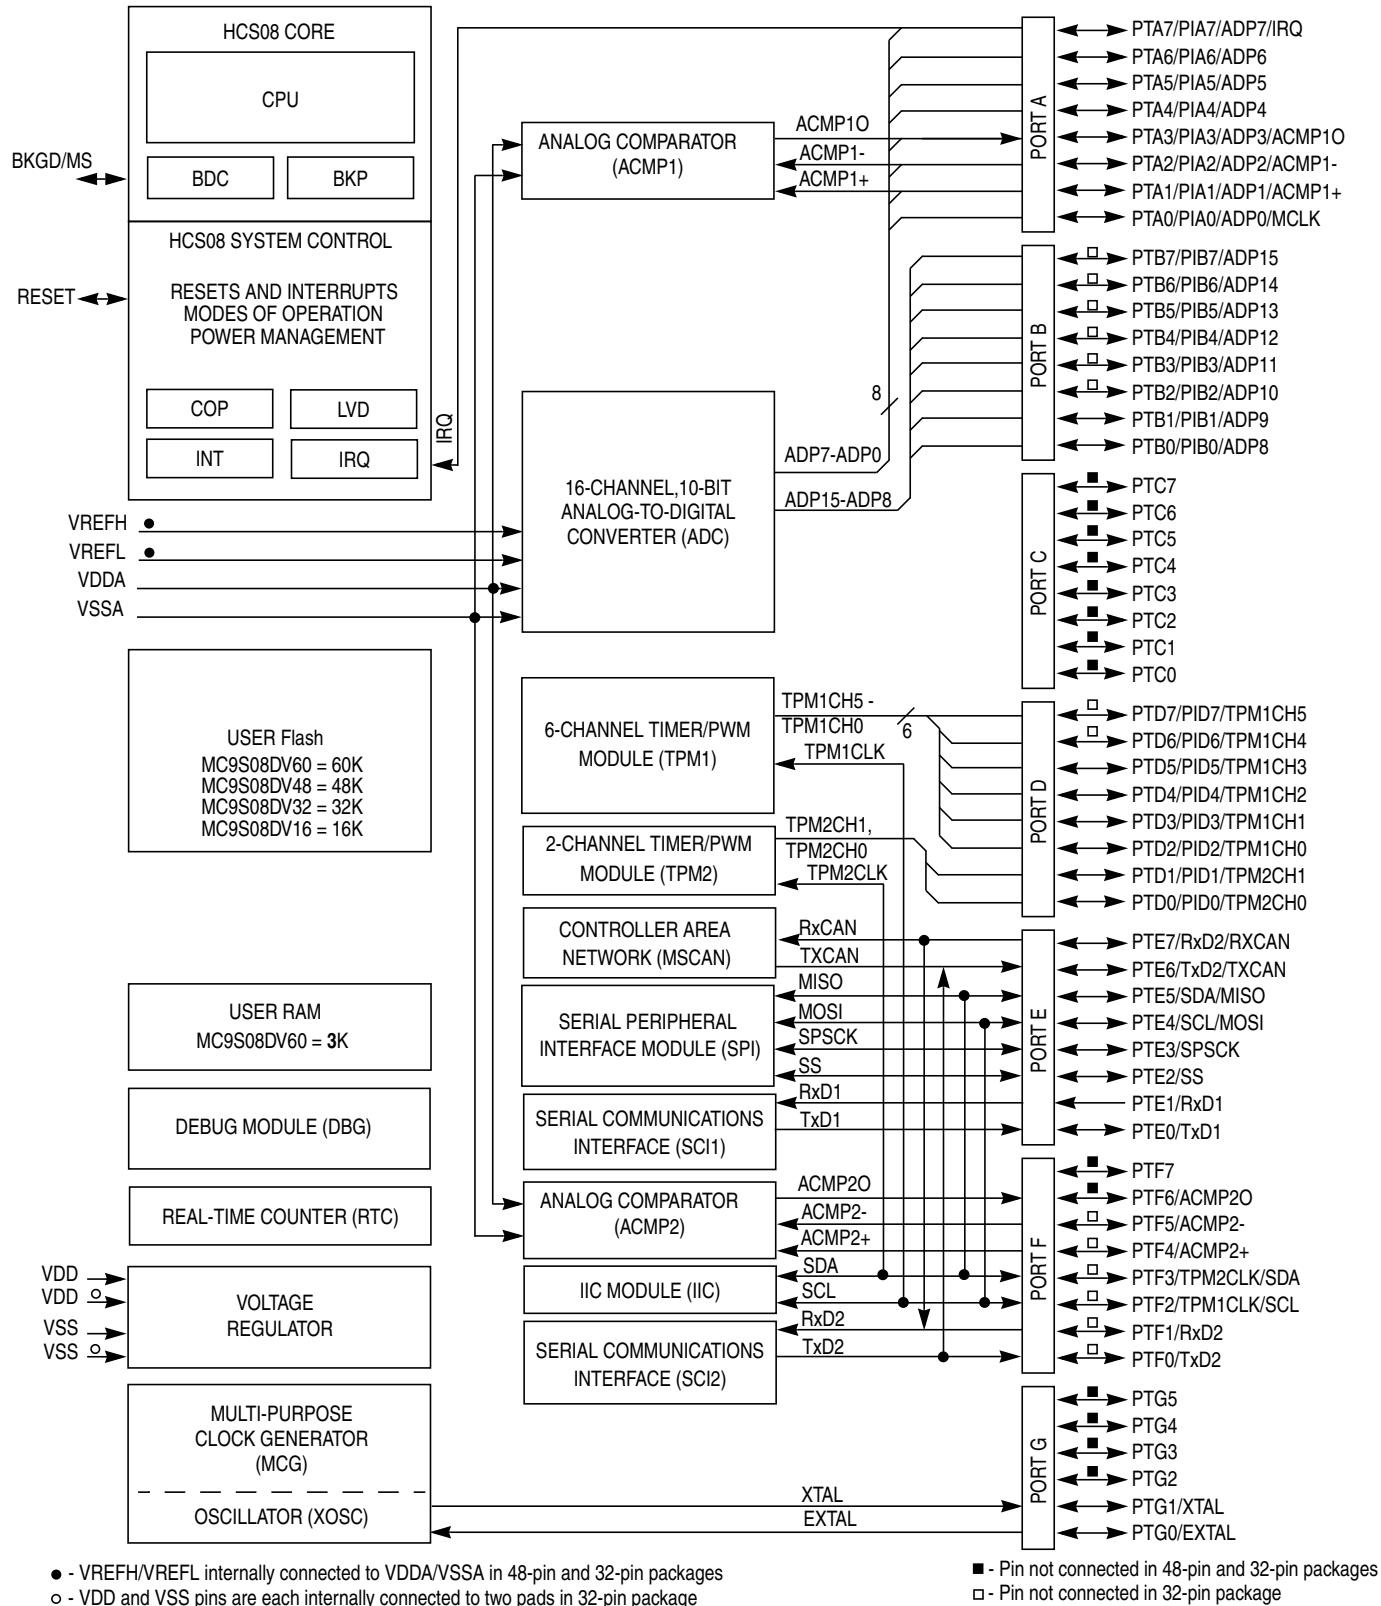 HCS08 CORE
CPU
BDC
BKP
BKGD/MS
HCS08 SYSTEM CONTROL
RESETS AND INTERRUPTS
MODES OF OPERATION
POWER MANAGEMENT
RESET
COP
LVD
INT
IRQ
IRQ
VREFH
VREFL
VDDA
VSSA
USER Flash
MC9S08DV60 = 60K
MC9S08DV48 = 48K
MC9S08DV32 = 32K
MC9S08DV16 = 16K
USER RAM
MC9S08DV60 = 3K
DEBUG MODULE (DBG)
REAL-TIME COUNTER (RTC)
VDD
VDD
VSS
VSS
VOLTAGE
REGULATOR
MULTI-PURPOSE
CLOCK GENERATOR
(MCG)
OSCILLATOR (XOSC)
ANALOG COMPARATOR
(ACMP1)
ACMP1O
ACMP1-
ACMP1+
16-CHANNEL,10-BIT
ANALOG-TO-DIGITAL
CONVERTER (ADC)
8
ADP7-ADP0
ADP15-ADP8
6-CHANNEL TIMER/PWM
MODULE (TPM1)
TPM1CH5 -
TPM1CH0
6
TPM1CLK
2-CHANNEL TIMER/PWM
MODULE (TPM2)
TPM2CH1,
TPM2CH0
TPM2CLK
CONTROLLER AREA
NETWORK (MSCAN)
RxCAN
TXCAN
SERIAL PERIPHERAL
INTERFACE MODULE (SPI)
MISO
MOSI
SPSCK
SS
SERIAL COMMUNICATIONS
INTERFACE (SCI1)
RxD1
TxD1
ANALOG COMPARATOR
(ACMP2)
ACMP2O
ACMP2-
ACMP2+
IIC MODULE (IIC)
SDA
SCL
SERIAL COMMUNICATIONS
INTERFACE (SCI2)
RxD2
TxD2
XTAL
EXTAL
PORT A
PTA7/PIA7/ADP7/IRQ
PTA6/PIA6/ADP6
PTA5/PIA5/ADP5
PTA4/PIA4/ADP4
PTA3/PIA3/ADP3/ACMP1O
PTA2/PIA2/ADP2/ACMP1-
PTA1/PIA1/ADP1/ACMP1+
PTA0/PIA0/ADP0/MCLK
PORT B
PTB7/PIB7/ADP15
PTB6/PIB6/ADP14
PTB5/PIB5/ADP13
PTB4/PIB4/ADP12
PTB3/PIB3/ADP11
PTB2/PIB2/ADP10
PTB1/PIB1/ADP9
PTB0/PIB0/ADP8
PORT C
PTC7
PTC6
PTC5
PTC4
PTC3
PTC2
PTC1
PTC0
PORT D
PTD7/PID7/TPM1CH5
PTD6/PID6/TPM1CH4
PTD5/PID5/TPM1CH3
PTD4/PID4/TPM1CH2
PTD3/PID3/TPM1CH1
PTD2/PID2/TPM1CH0
PTD1/PID1/TPM2CH1
PTD0/PID0/TPM2CH0
PORT E
PTE7/RxD2/RXCAN
PTE6/TxD2/TXCAN
PTE5/SDA/MISO
PTE4/SCL/MOSI
PTE3/SPSCK
PTE2/SS
PTE1/RxD1
PTE0/TxD1
PORT F
PTF7
PTF6/ACMP2O
PTF5/ACMP2-
PTF4/ACMP2+
PTF3/TPM2CLK/SDA
PTF2/TPM1CLK/SCL
PTF1/RxD2
PTF0/TxD2
PORT G
PTG5
PTG4
PTG3
PTG2
PTG1/XTAL
PTG0/EXTAL
● - VREFH/VREFL internally connected to VDDA/VSSA in 48-pin and 32-pin packages
○ - VDD and VSS pins are each internally connected to two pads in 32-pin package
■ - Pin not connected in 48-pin and 32-pin packages
□ - Pin not connected in 32-pin package